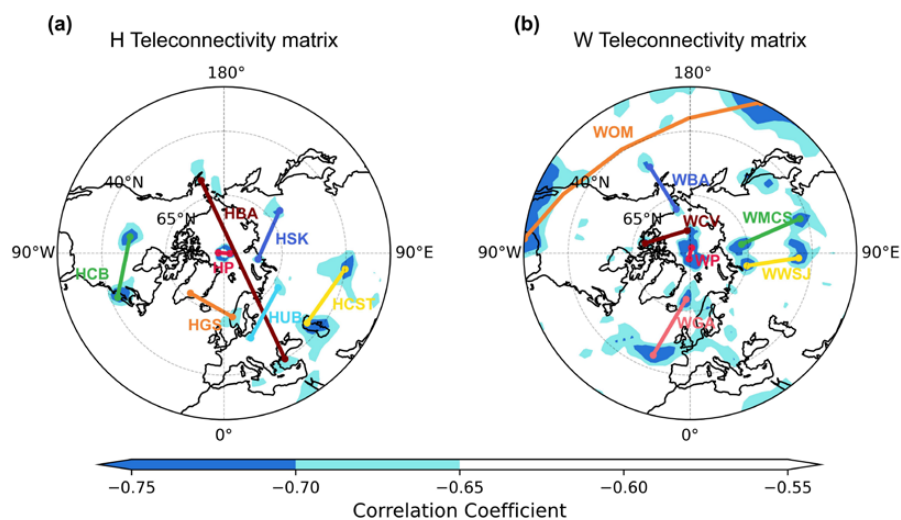 (a)
H Teleconnectivity matrix
180°
HBA
40°N
65°N
HSK
90°W
90°E
HP
HCB
HCST
HGS
HUB
0°
(b)
W Teleconnectivity matrix
180°
WOM
WBA
40°N
65°N
WCV
WMCS
90°W
90°E
WP
WWSJ
WGA
0°
−0.75 −0.70 −0.65 −0.60 −0.55
Correlation Coefficient